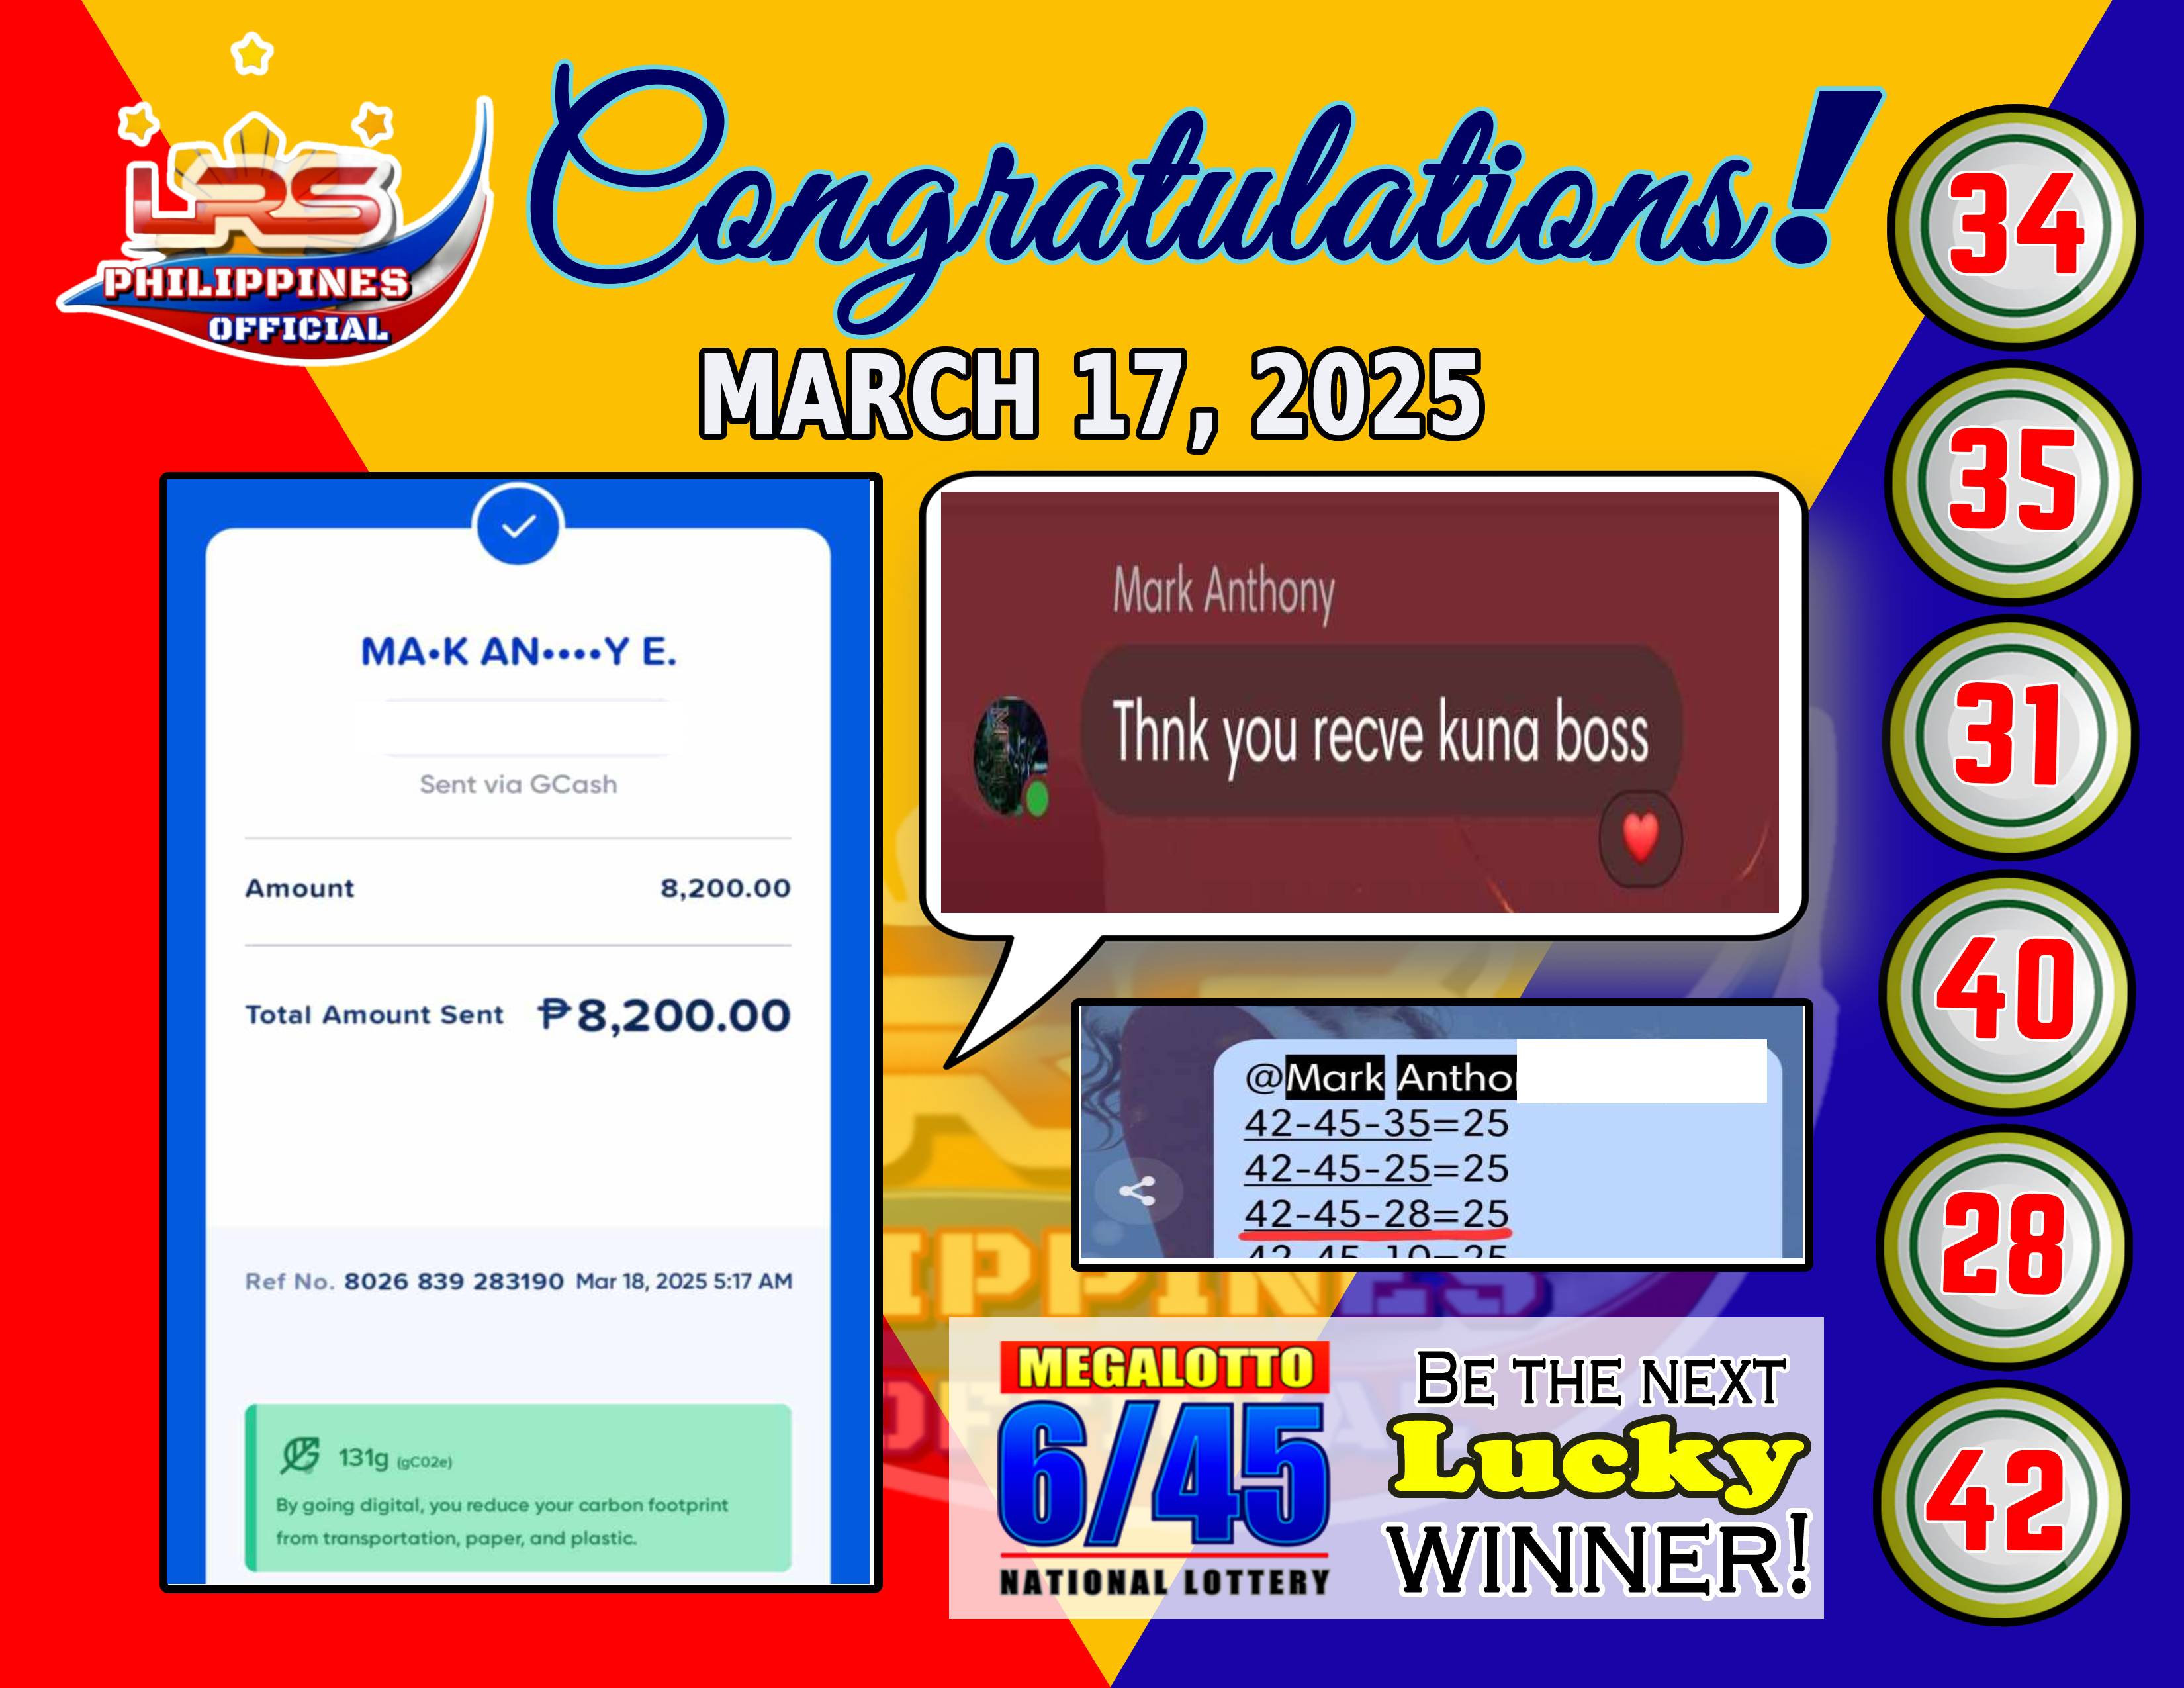 LRS
PHILIPPINES
OFFICIAL
Congratulations!
MARCH 17, 2025
MA•K AN••••Y E.
Sent via GCash
Amount 8,200.00
Total Amount Sent ₱8,200.00
Ref No. 8026 839 283190 Mar 18, 2025 5:17 AM
131g (gCO2e)
By going digital, you reduce your carbon footprint
from transportation, paper, and plastic.
Mark Anthony
Thnk you recve kuna boss
@Mark Antho
42-45-35=25
42-45-25=25
42-45-28=25
42-45-10=25
MEGALOTTO
6/45
NATIONAL LOTTERY
BE THE NEXT
Lucky
WINNER!
34
35
31
40
28
42